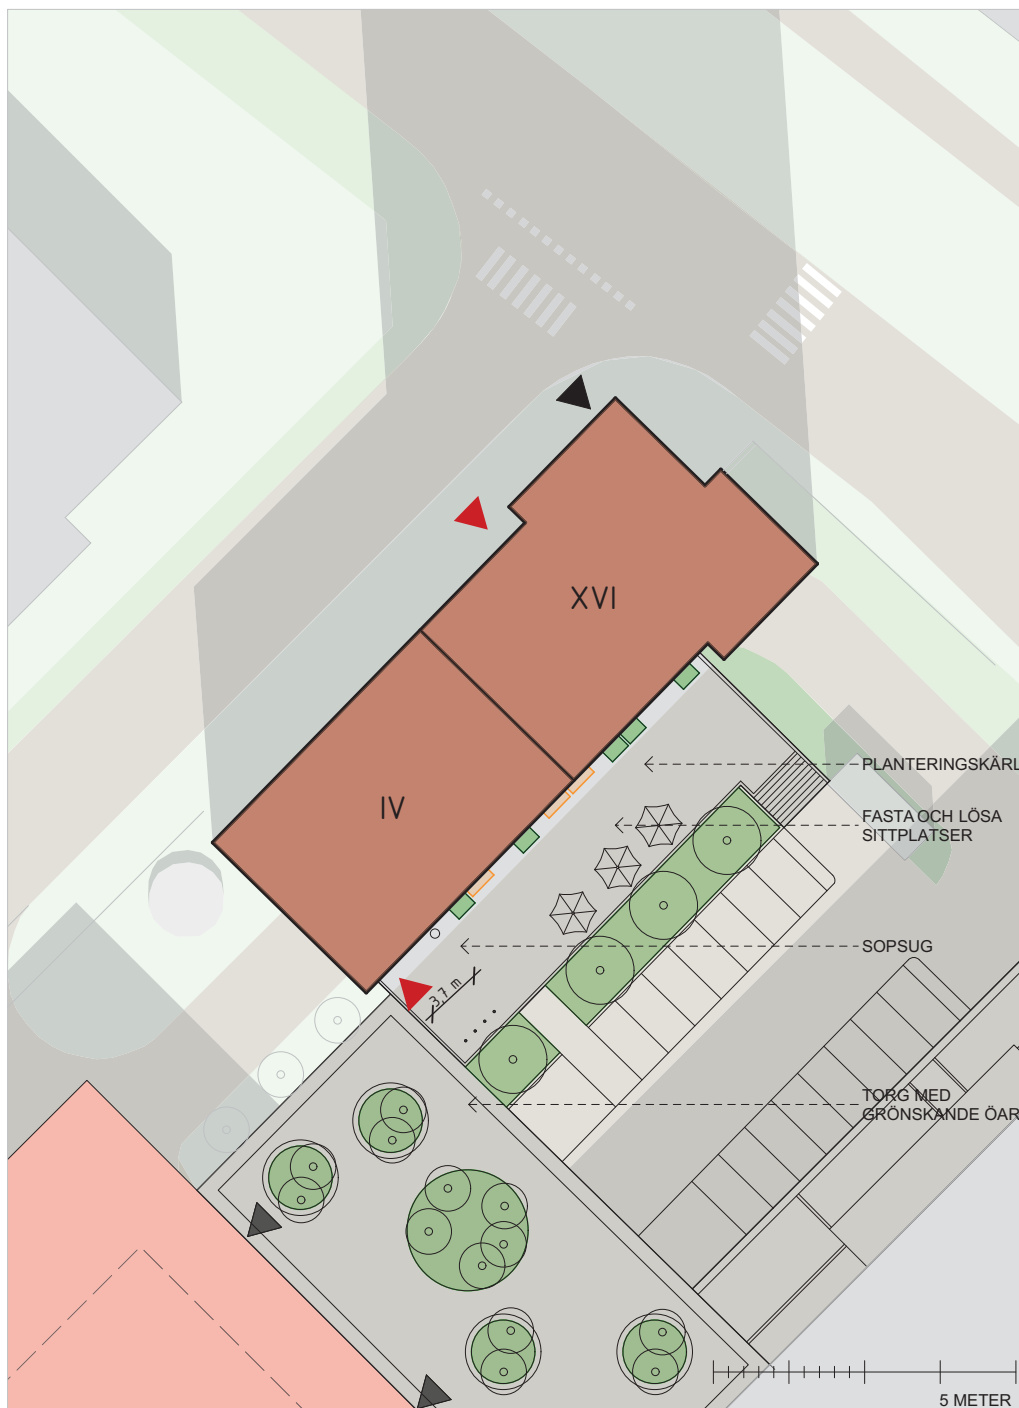 XVI
PLANTERINGSKÄRL
IV
FASTA OCH LÖSA
SITTPLATSER
SOPSUG
3,7 m
TORG MED
GRÖNSKANDE ÖAR
5 METER